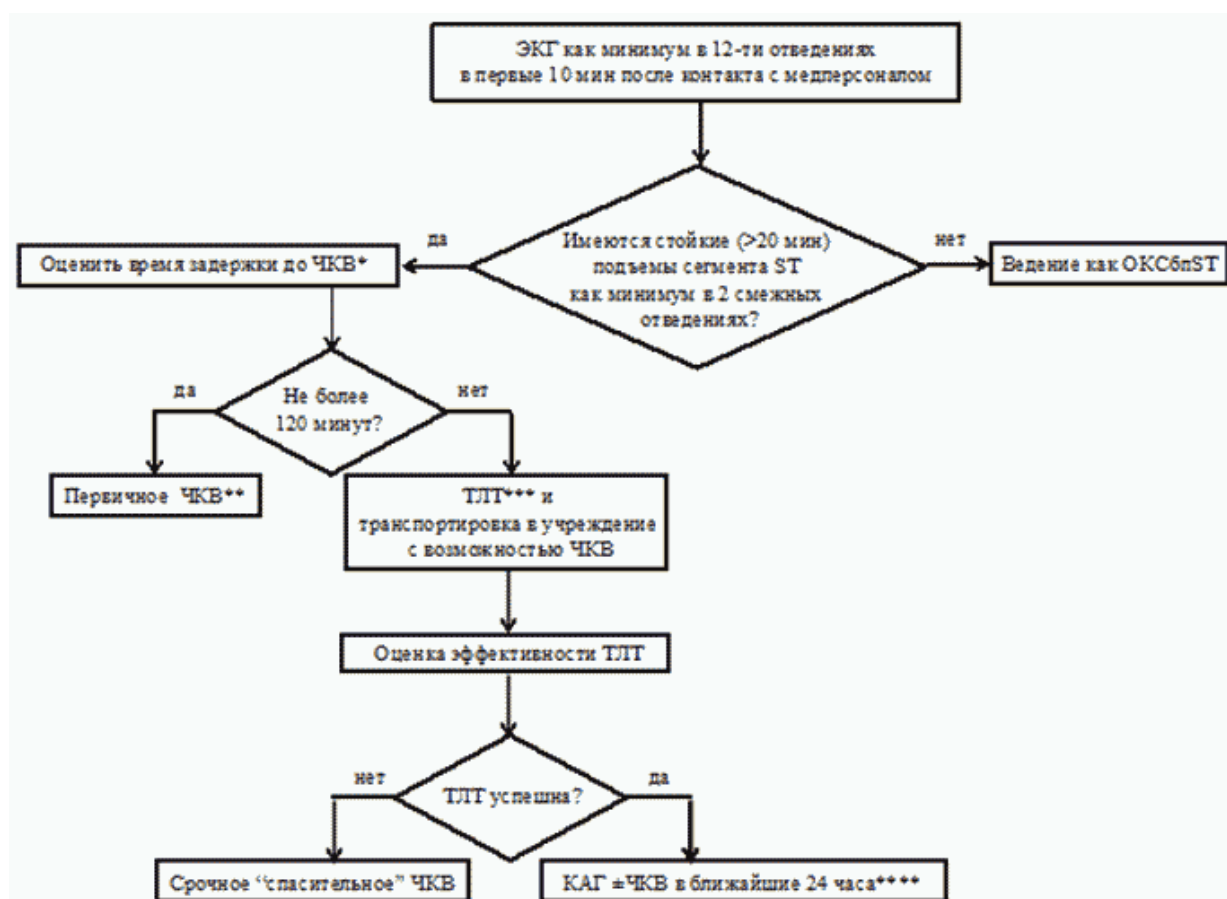 ЭКГ как минимум в 12-ти отведениях
в первые 10 мин после контакта с медперсоналом
да
Имеются стойкие (>20 мин)
подъемы сегмента ST
как минимум в 2 смежных
отведениях?
нет
Оценить время задержки до ЧКВ*
Ведение как ОКСбпST
да
Не более
120 минут?
нет
Первичное ЧКВ**
ТЛТ*** и
транспортировка в учреждение
с возможностью ЧКВ
Оценка эффективности ТЛТ
нет
ТЛТ успешна?
да
Срочное “спасительное” ЧКВ
КАГ ±ЧКВ в ближайшие 24 часа****